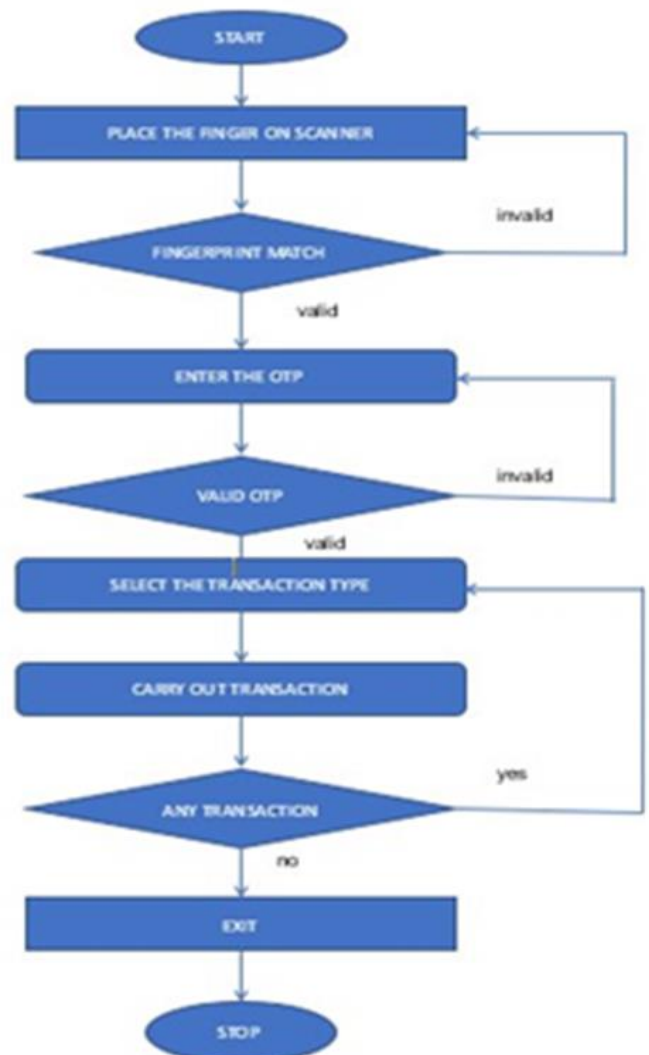 START
PLACE THE FINGER ON SCANNER
invalid
FINGERPRINT MATCH
valid
ENTER THE OTP
invalid
VALID OTP
valid
SELECT THE TRANSACTION TYPE
CARRY OUT TRANSACTION
yes
ANY TRANSACTION
no
EXIT
STOP